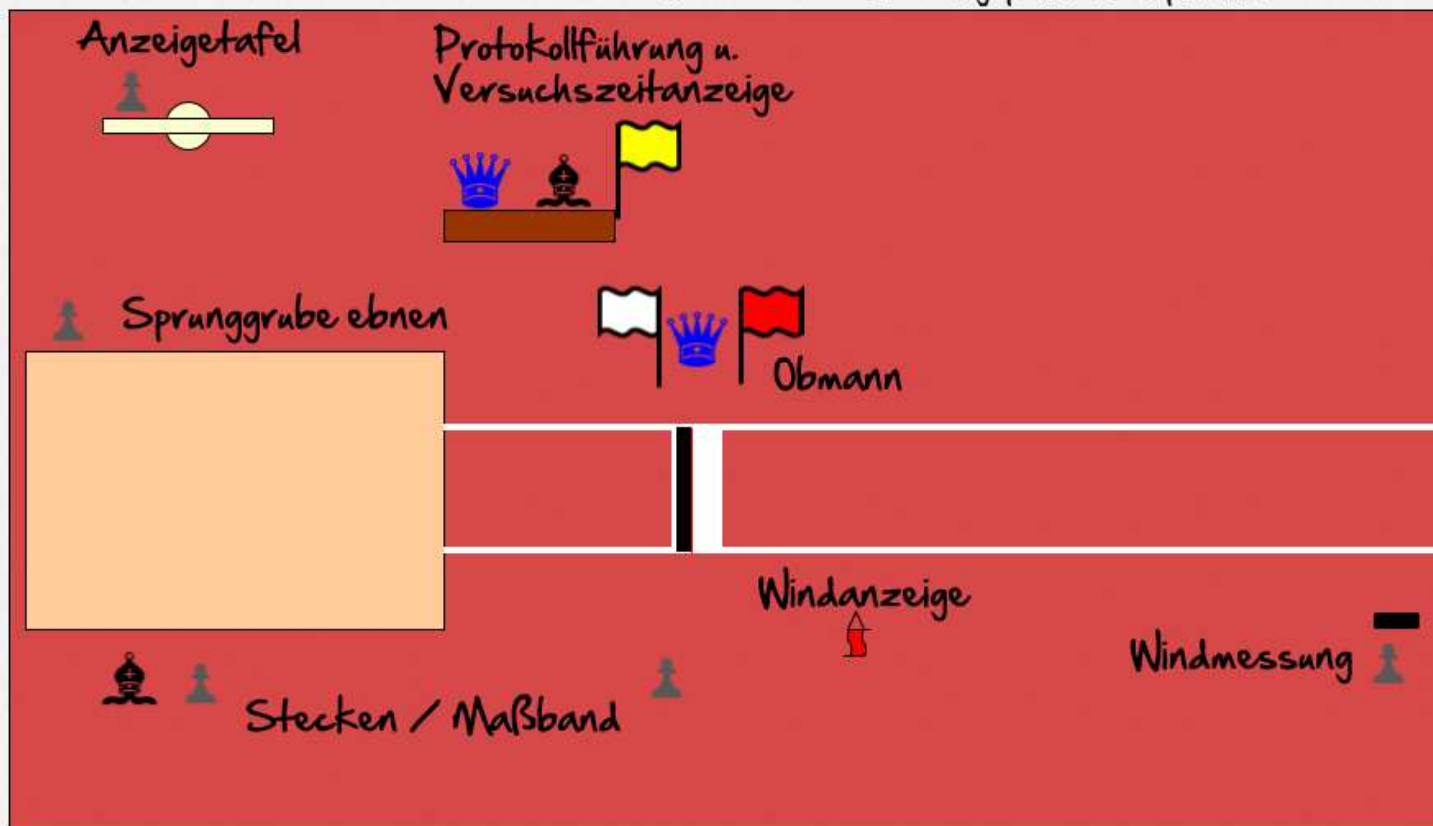 Anzeigetafel
Protokollführung u.
Versuchszeitanzeige
Sprunggrube ebnen
Obmann
Windanzeige
Windmessung
Stecken / Maßband